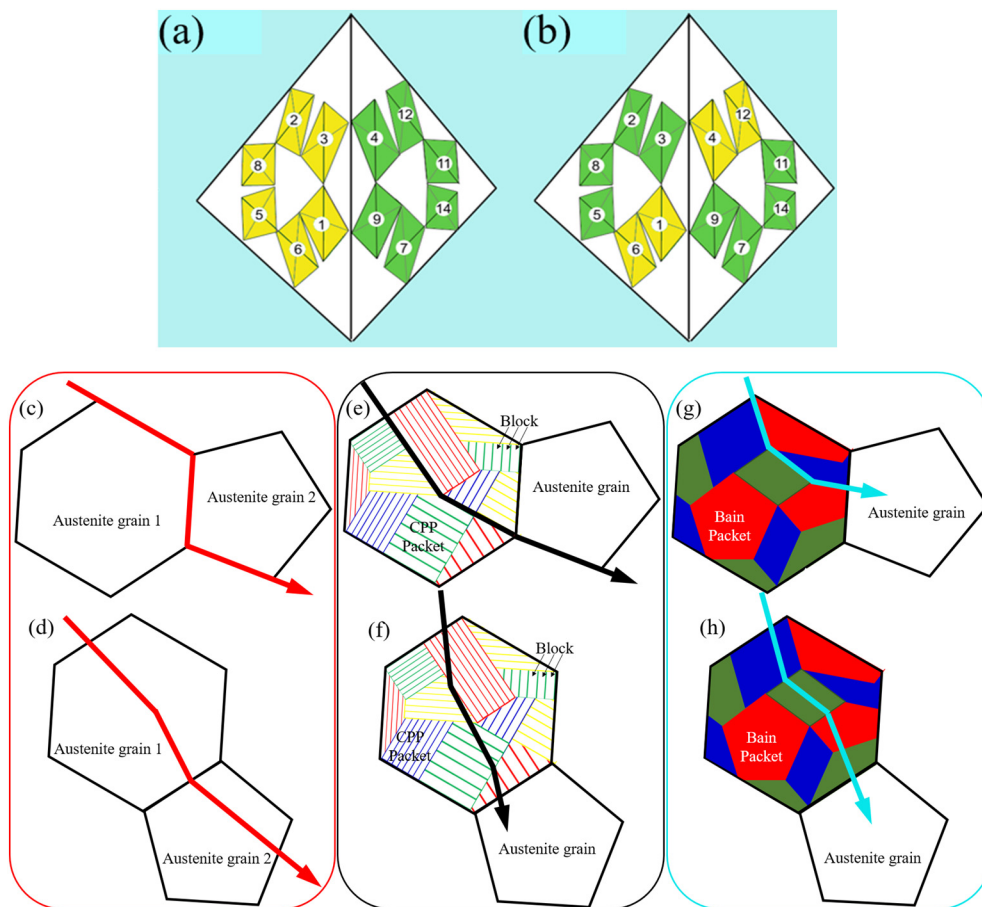 (a)
(b)
2
3
4
12
8
11
5
1
9
14
6
7
2
3
4
12
8
11
5
1
9
14
6
7
(c)
Austenite grain 1
Austenite grain 2
(d)
Austenite grain 1
Austenite grain 2
(e)
Block
Austenite grain
CPP
Packet
(f)
Block
CPP
Packet
Austenite grain
(g)
Bain
Packet
Austenite grain
(h)
Bain
Packet
Austenite grain